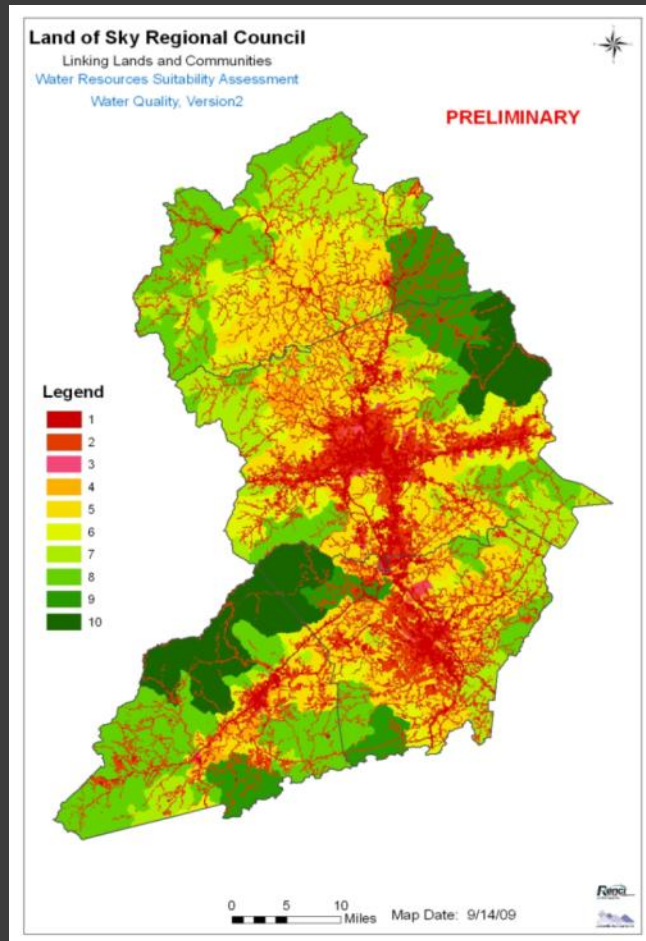 Land of Sky Regional Council
Linking Lands and Communities
Water Resources Suitability Assessment
Water Quality, Version2
PRELIMINARY
Legend
1
2
3
4
5
6
7
8
9
10
0 5 10
Miles
Map Date: 9/14/09